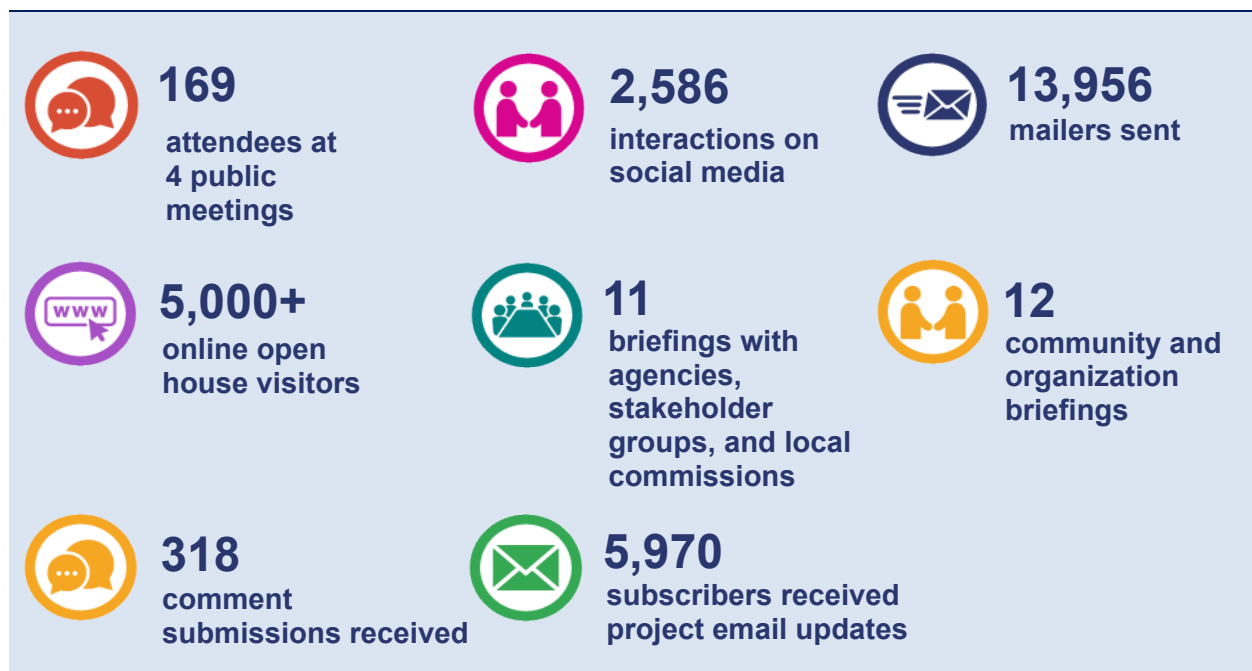 169
attendees at
4 public
meetings
2,586
interactions on
social media
13,956
mailers sent
www
5,000+
online open
house visitors
11
briefings with
agencies,
stakeholder
groups, and local
commissions
12
community and
organization
briefings
318
comment
submissions received
5,970
subscribers received
project email updates